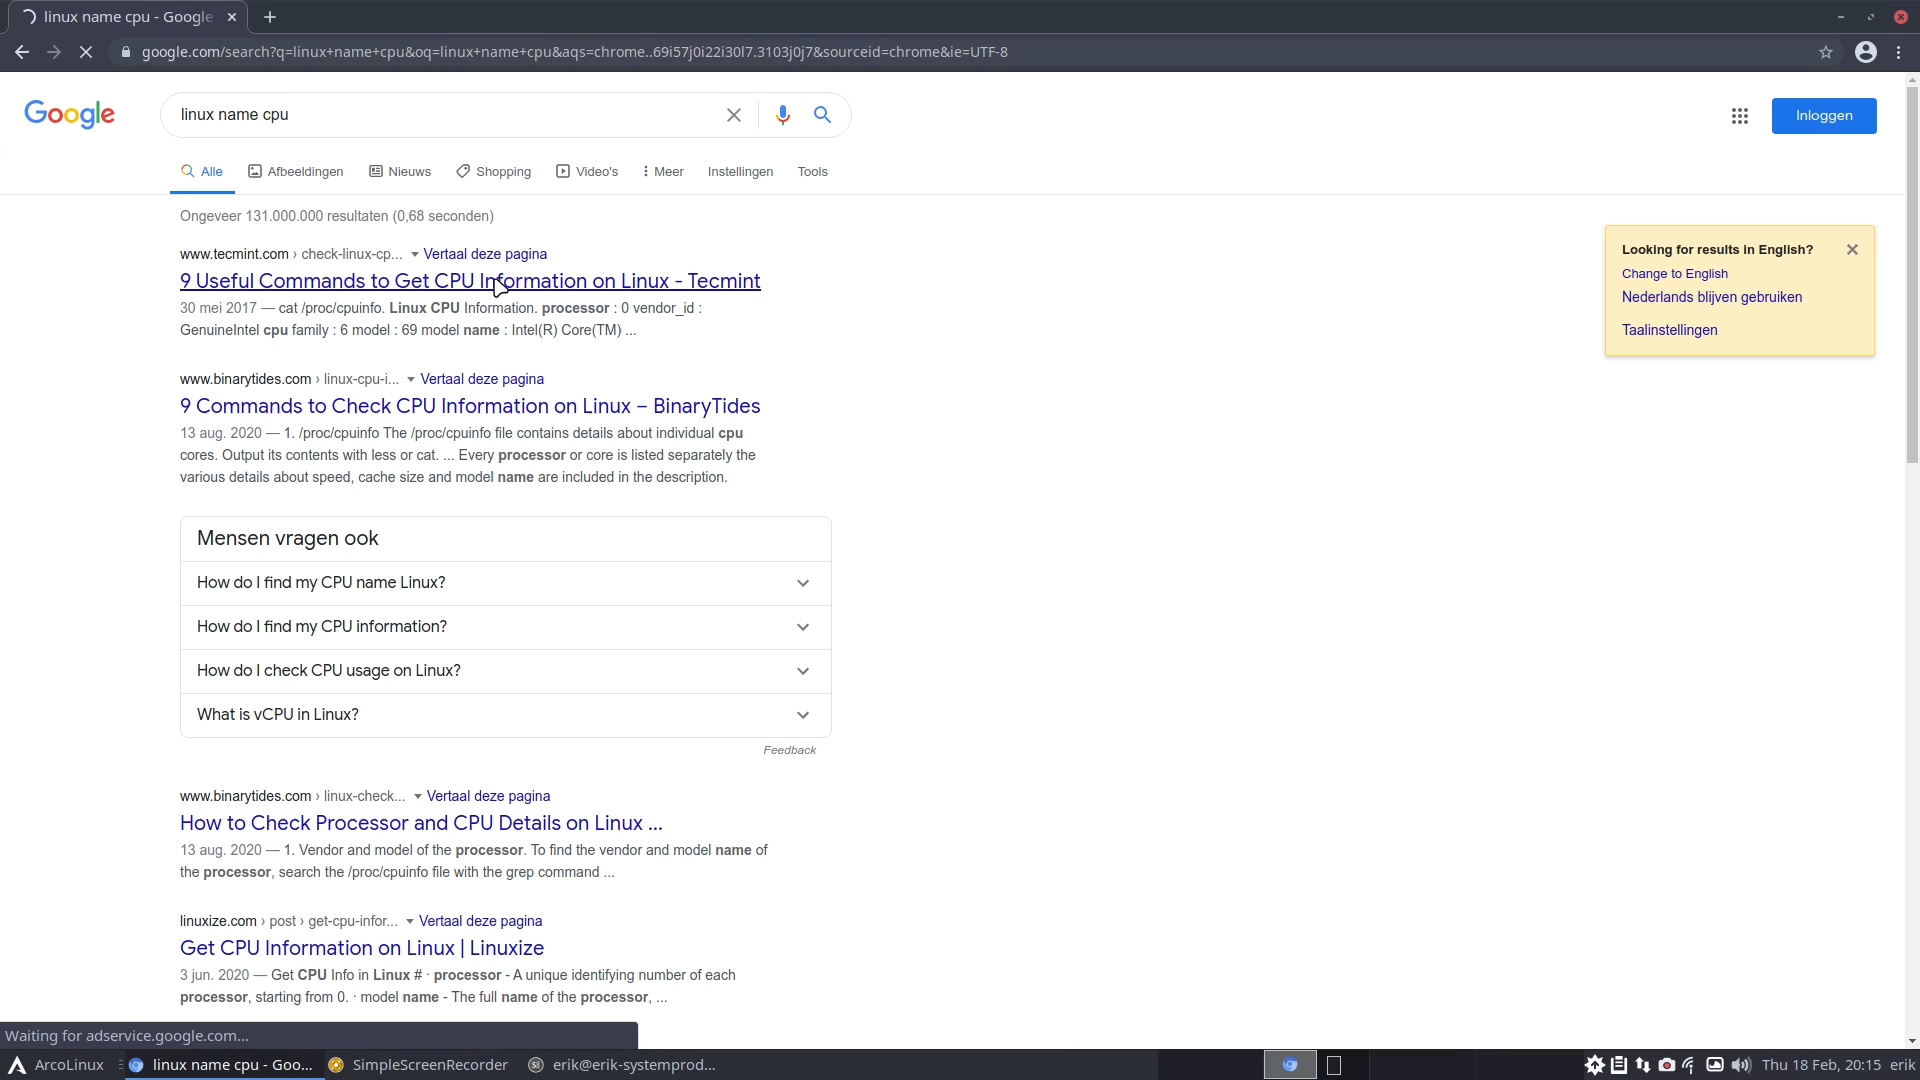 linux name cpu - Google
google.com/search?q=linux+name+cpu&oq=linux+name+cpu&aqs=chrome..69i57j0i22i30l7.3103j0j7&sourceid=chrome&ie=UTF-8
Google
linux name cpu
Inloggen
Alle Afbeeldingen Nieuws Shopping Video's Meer Instellingen Tools
Ongeveer 131.000.000 resultaten (0,68 seconden)
www.tecmint.com › check-linux-cp... Vertaal deze pagina
9 Useful Commands to Get CPU Information on Linux - Tecmint
30 mei 2017 — cat /proc/cpuinfo. Linux CPU Information. processor : 0 vendor_id :
GenuineIntel cpu family : 6 model : 69 model name : Intel(R) Core(TM) ...
Looking for results in English?
Change to English
Nederlands blijven gebruiken
Taalinstellingen
www.binarytides.com › linux-cpu-i... Vertaal deze pagina
9 Commands to Check CPU Information on Linux – BinaryTides
13 aug. 2020 — 1. /proc/cpuinfo The /proc/cpuinfo file contains details about individual cpu
cores. Output its contents with less or cat. ... Every processor or core is listed separately the
various details about speed, cache size and model name are included in the description.
Mensen vragen ook
How do I find my CPU name Linux?
How do I find my CPU information?
How do I check CPU usage on Linux?
What is vCPU in Linux?
Feedback
www.binarytides.com › linux-check... Vertaal deze pagina
How to Check Processor and CPU Details on Linux ...
13 aug. 2020 — 1. Vendor and model of the processor. To find the vendor and model name of
the processor, search the /proc/cpuinfo file with the grep command ...
linuxize.com › post › get-cpu-infor... Vertaal deze pagina
Get CPU Information on Linux | Linuxize
3 jun. 2020 — Get CPU Info in Linux # · processor - A unique identifying number of each
processor, starting from 0. · model name - The full name of the processor, ...
Waiting for adservice.google.com...
ArcoLinux linux name cpu - Goo... SimpleScreenRecorder erik@erik-systemprod... Thu 18 Feb, 20:15 erik